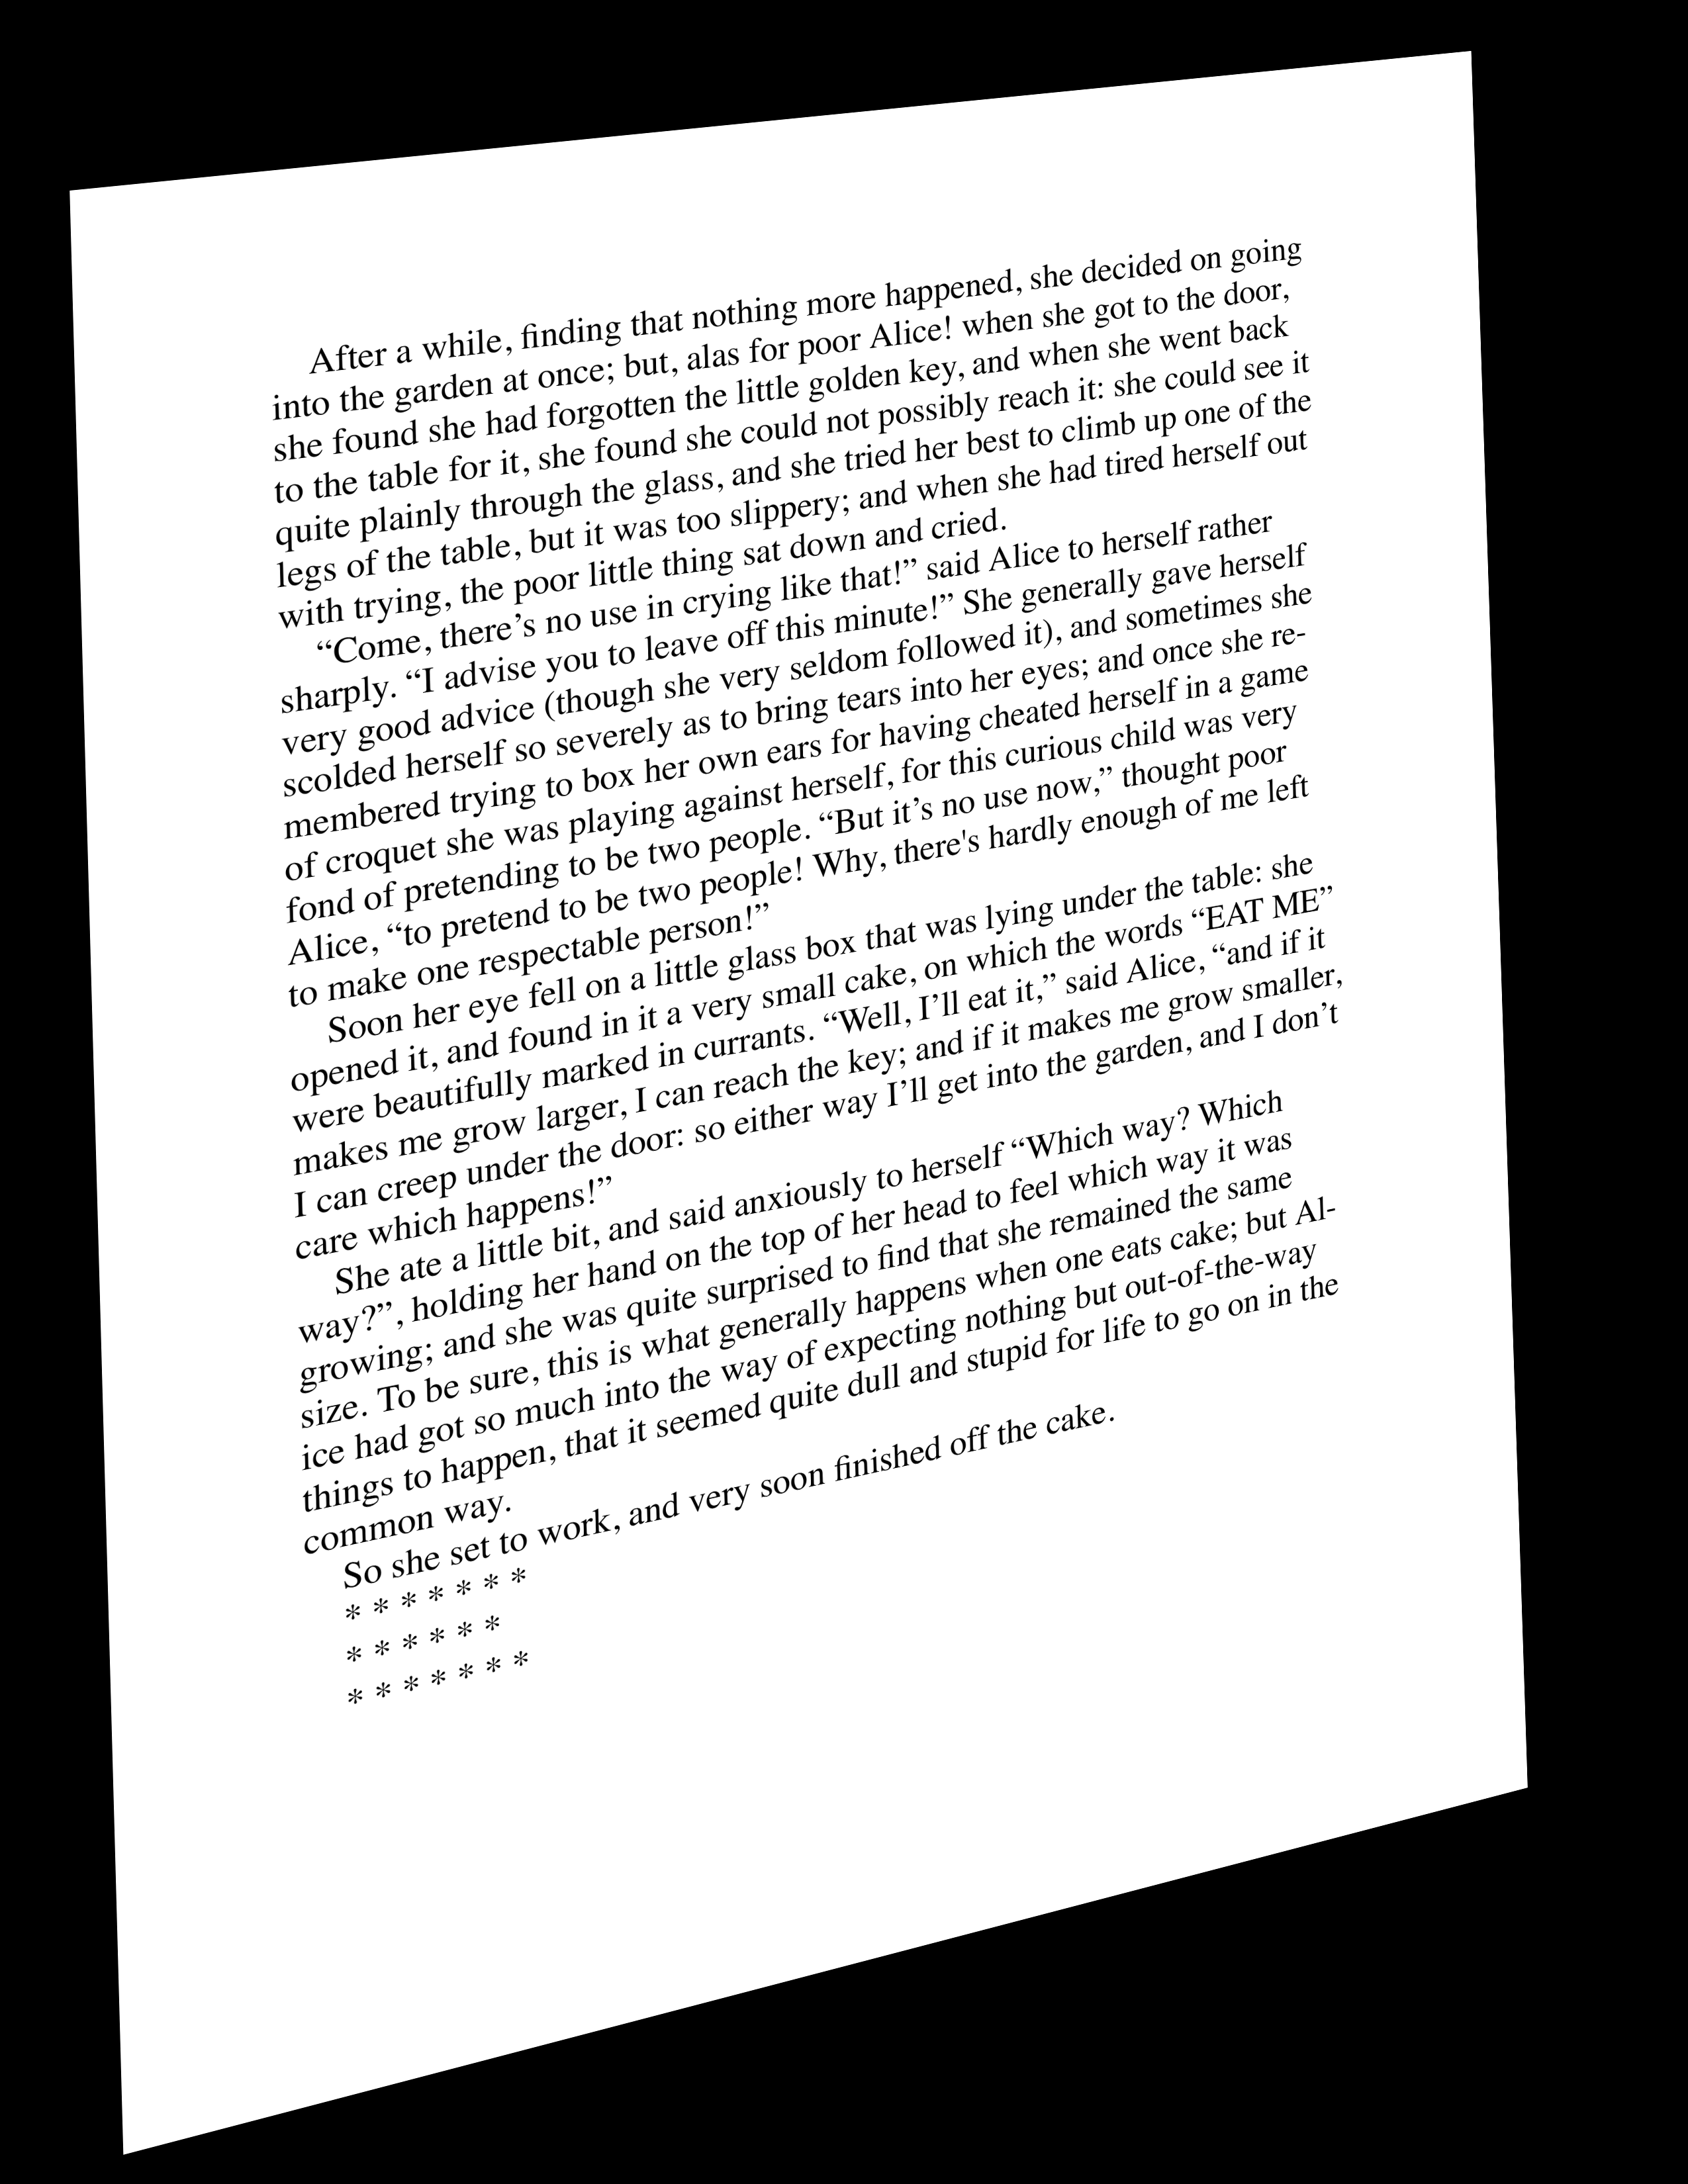 After a while, finding that nothing more happened, she decided on going
into the garden at once; but, alas for poor Alice! when she got to the door,
she found she had forgotten the little golden key, and when she went back
to the table for it, she found she could not possibly reach it: she could see it
quite plainly through the glass, and she tried her best to climb up one of the
legs of the table, but it was too slippery; and when she had tired herself out
with trying, the poor little thing sat down and cried.
“Come, there’s no use in crying like that!” said Alice to herself rather
sharply. “I advise you to leave off this minute!” She generally gave herself
very good advice (though she very seldom followed it), and sometimes she
scolded herself so severely as to bring tears into her eyes; and once she re-
membered trying to box her own ears for having cheated herself in a game
of croquet she was playing against herself, for this curious child was very
fond of pretending to be two people. “But it’s no use now,” thought poor
Alice, “to pretend to be two people! Why, there's hardly enough of me left
to make one respectable person!”
Soon her eye fell on a little glass box that was lying under the table: she
opened it, and found in it a very small cake, on which the words “EAT ME”
were beautifully marked in currants. “Well, I’ll eat it,” said Alice, “and if it
makes me grow larger, I can reach the key; and if it makes me grow smaller,
I can creep under the door: so either way I’ll get into the garden, and I don’t
care which happens!”
She ate a little bit, and said anxiously to herself “Which way? Which
way?”, holding her hand on the top of her head to feel which way it was
growing; and she was quite surprised to find that she remained the same
size. To be sure, this is what generally happens when one eats cake; but Al-
ice had got so much into the way of expecting nothing but out-of-the-way
things to happen, that it seemed quite dull and stupid for life to go on in the
common way.
So she set to work, and very soon finished off the cake.
* * * * * * *
* * * * * *
* * * * * * *